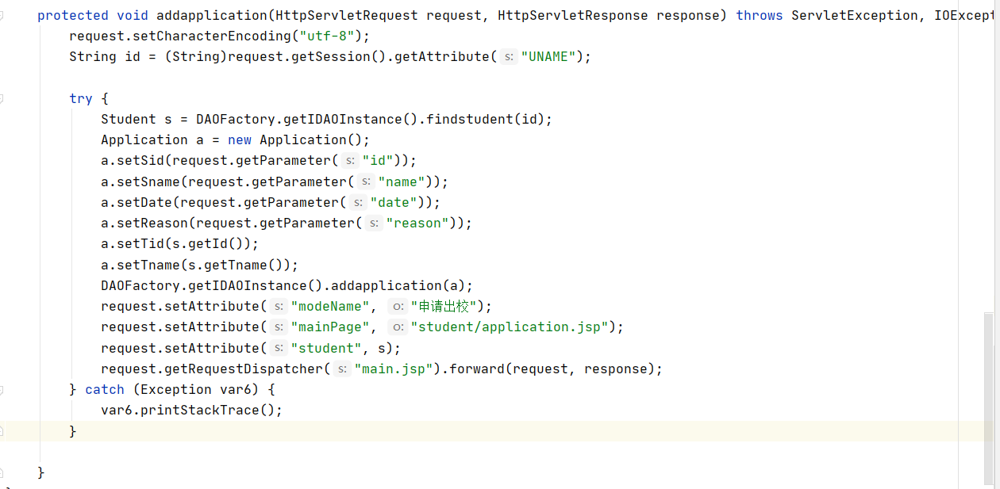 protected void addapplication(HttpServletRequest request, HttpServletResponse response) throws ServletException, IOExcept
request.setCharacterEncoding("utf-8");
String id = (String)request.getSession().getAttribute( s: "UNAME");
try {
Student s = DAOFactory.getIDAOInstance().findstudent(id);
Application a = new Application();
a.setSid(request.getParameter( s: "id"));
a.setSname(request.getParameter( s: "name"));
a.setDate(request.getParameter( s: "date"));
a.setReason(request.getParameter( s: "reason"));
a.setTid(s.getId());
a.setTname(s.getTname());
DAOFactory.getIDAOInstance().addapplication(a);
request.setAttribute( s: "modeName", o: "申请出校");
request.setAttribute( s: "mainPage", o: "student/application.jsp");
request.setAttribute( s: "student", s);
request.getRequestDispatcher( s: "main.jsp").forward(request, response);
} catch (Exception var6) {
var6.printStackTrace();
}
}